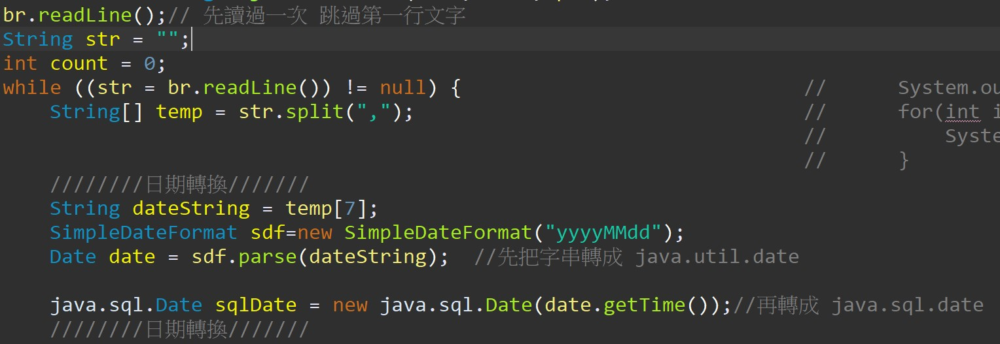 br.readLine();// 先讀過一次 跳過第一行文字
String str = "";
int count = 0;
while ((str = br.readLine()) != null) { // System.ou
String[] temp = str.split(","); // for(int i
// Syste
// }
////////日期轉換///////
String dateString = temp[7];
SimpleDateFormat sdf=new SimpleDateFormat("yyyyMMdd");
Date date = sdf.parse(dateString); //先把字串轉成 java.util.date
java.sql.Date sqlDate = new java.sql.Date(date.getTime());//再轉成 java.sql.date
////////日期轉換///////